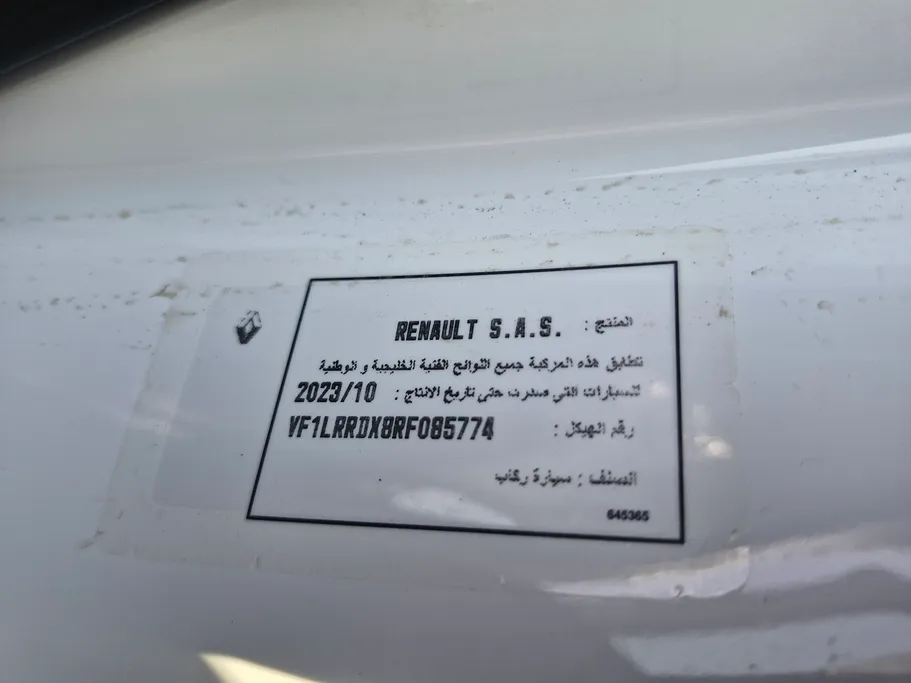 المنتج : RENAULT S.A.S.
تتطابق هذه المركبة جميع اللوائح الفنية الخليجية و الوطنية
للسيارات التي صدرت حتى تاريخ الانتاج : 2023/10
رقم الهيكل : VF1LRRDX8RF085774
الصنف : سيارة ركاب
645365